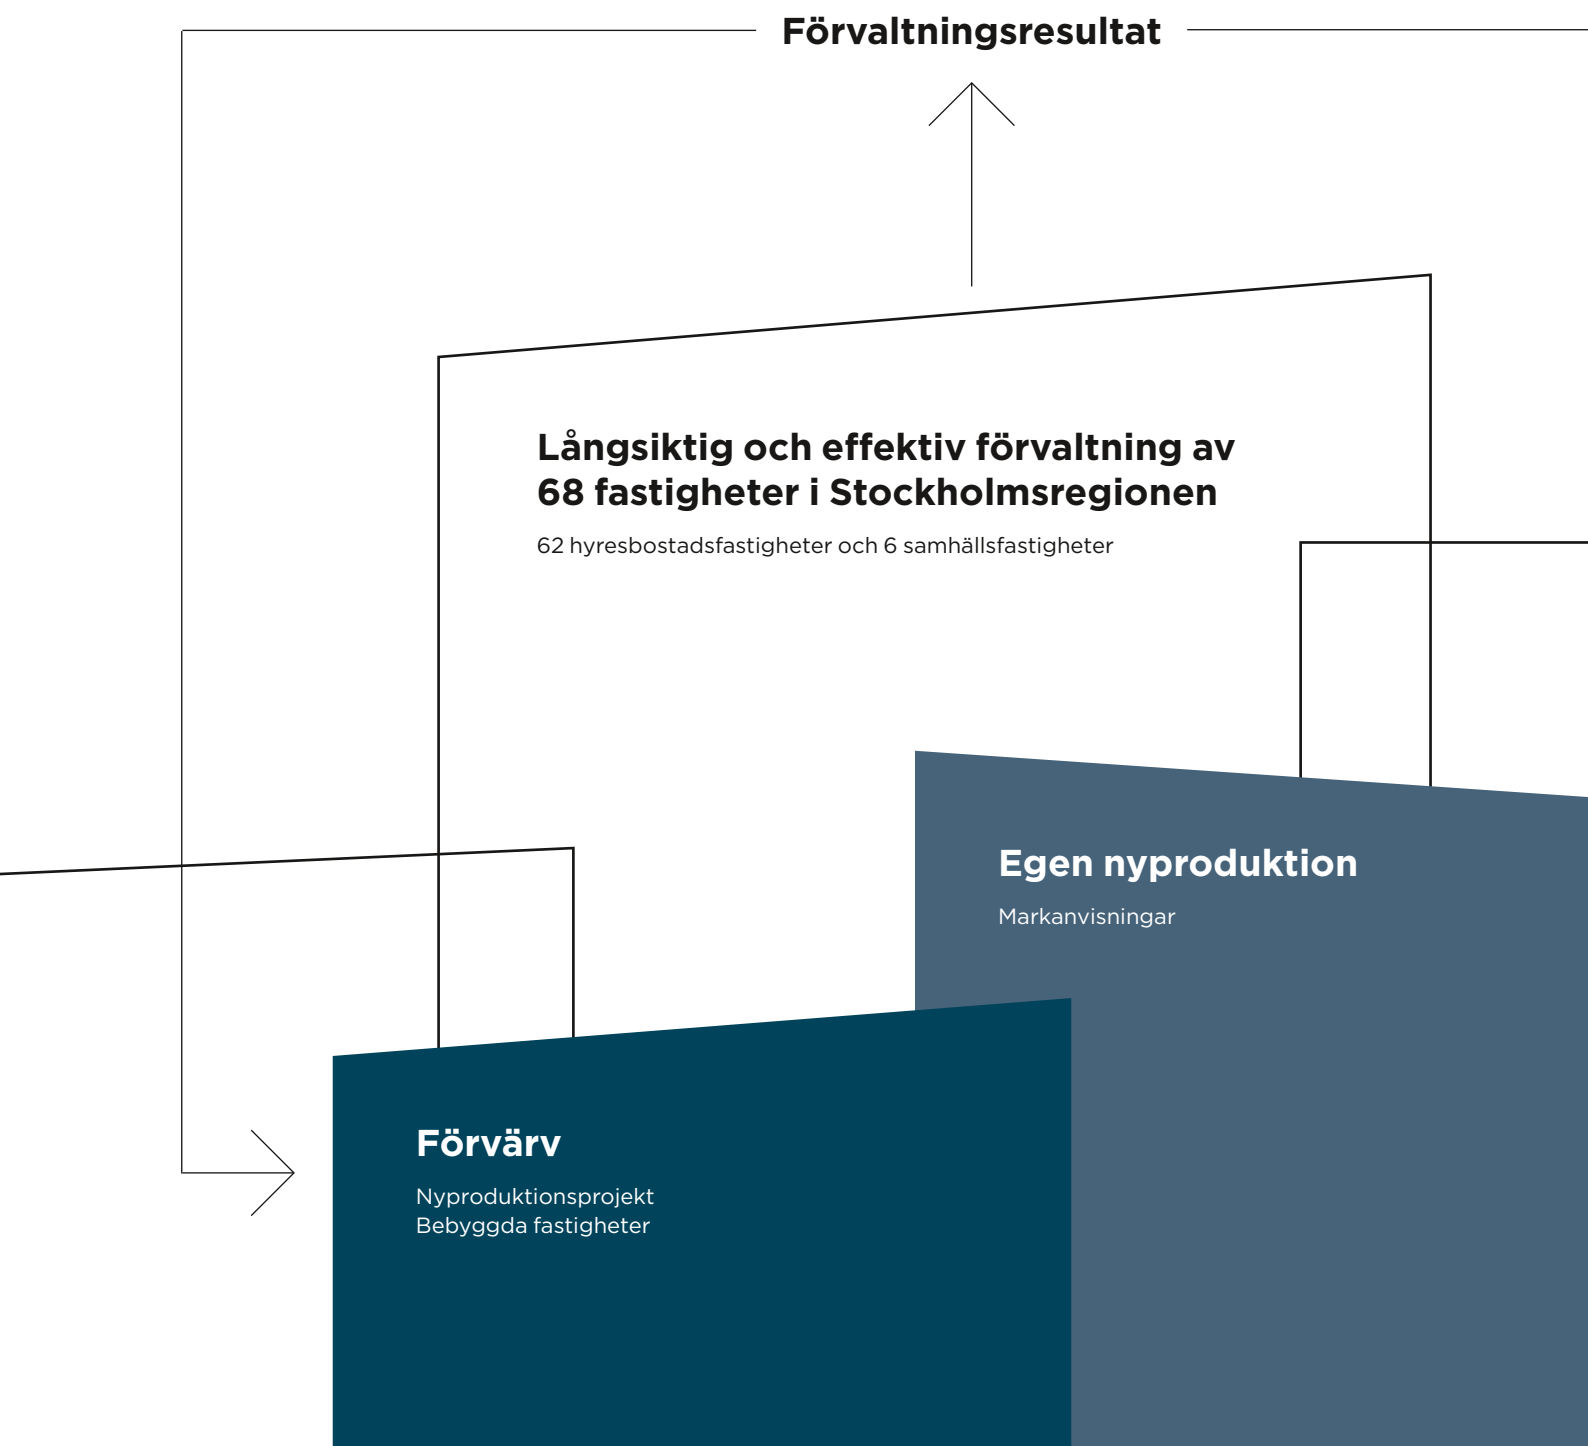 Förvaltningsresultat
Långsiktig och effektiv förvaltning av
68 fastigheter i Stockholmsregionen
62 hyresbostadsfastigheter och 6 samhällsfastigheter
Egen nyproduktion
Markanvisningar
Förvärv
Nyproduktionsprojekt
Bebyggda fastigheter